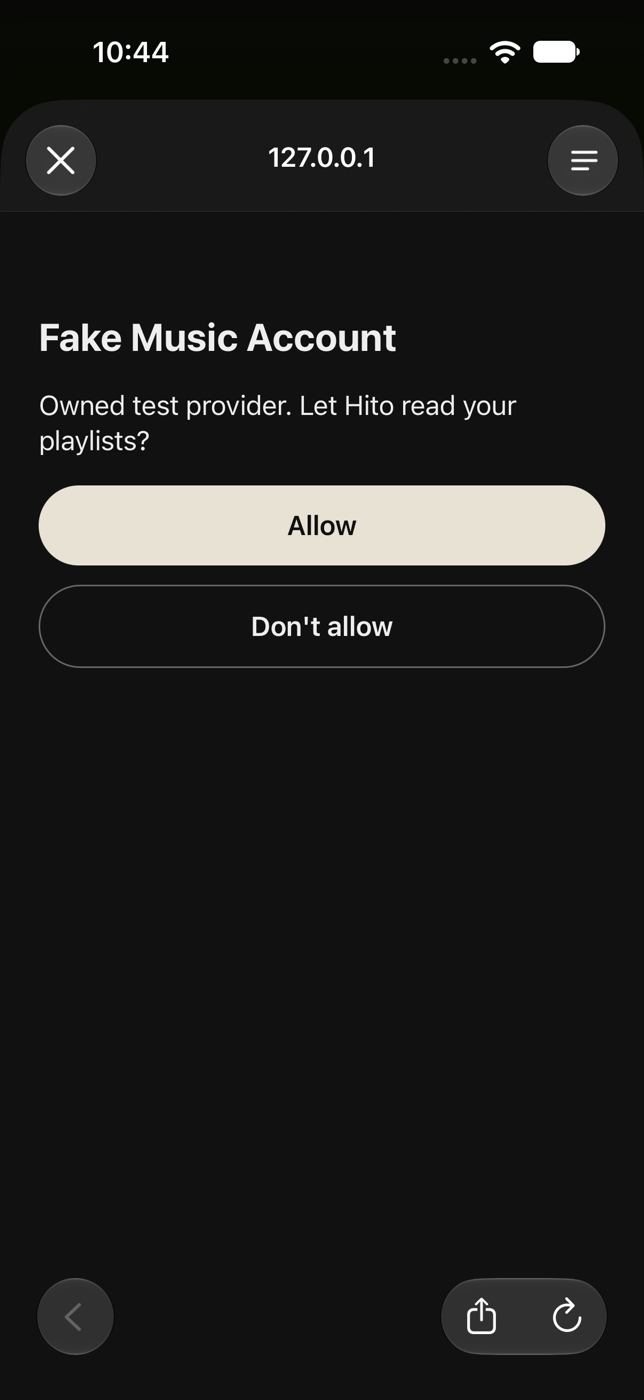 10:44
127.0.0.1
Fake Music Account
Owned test provider. Let Hito read your
playlists?
Allow
Don't allow